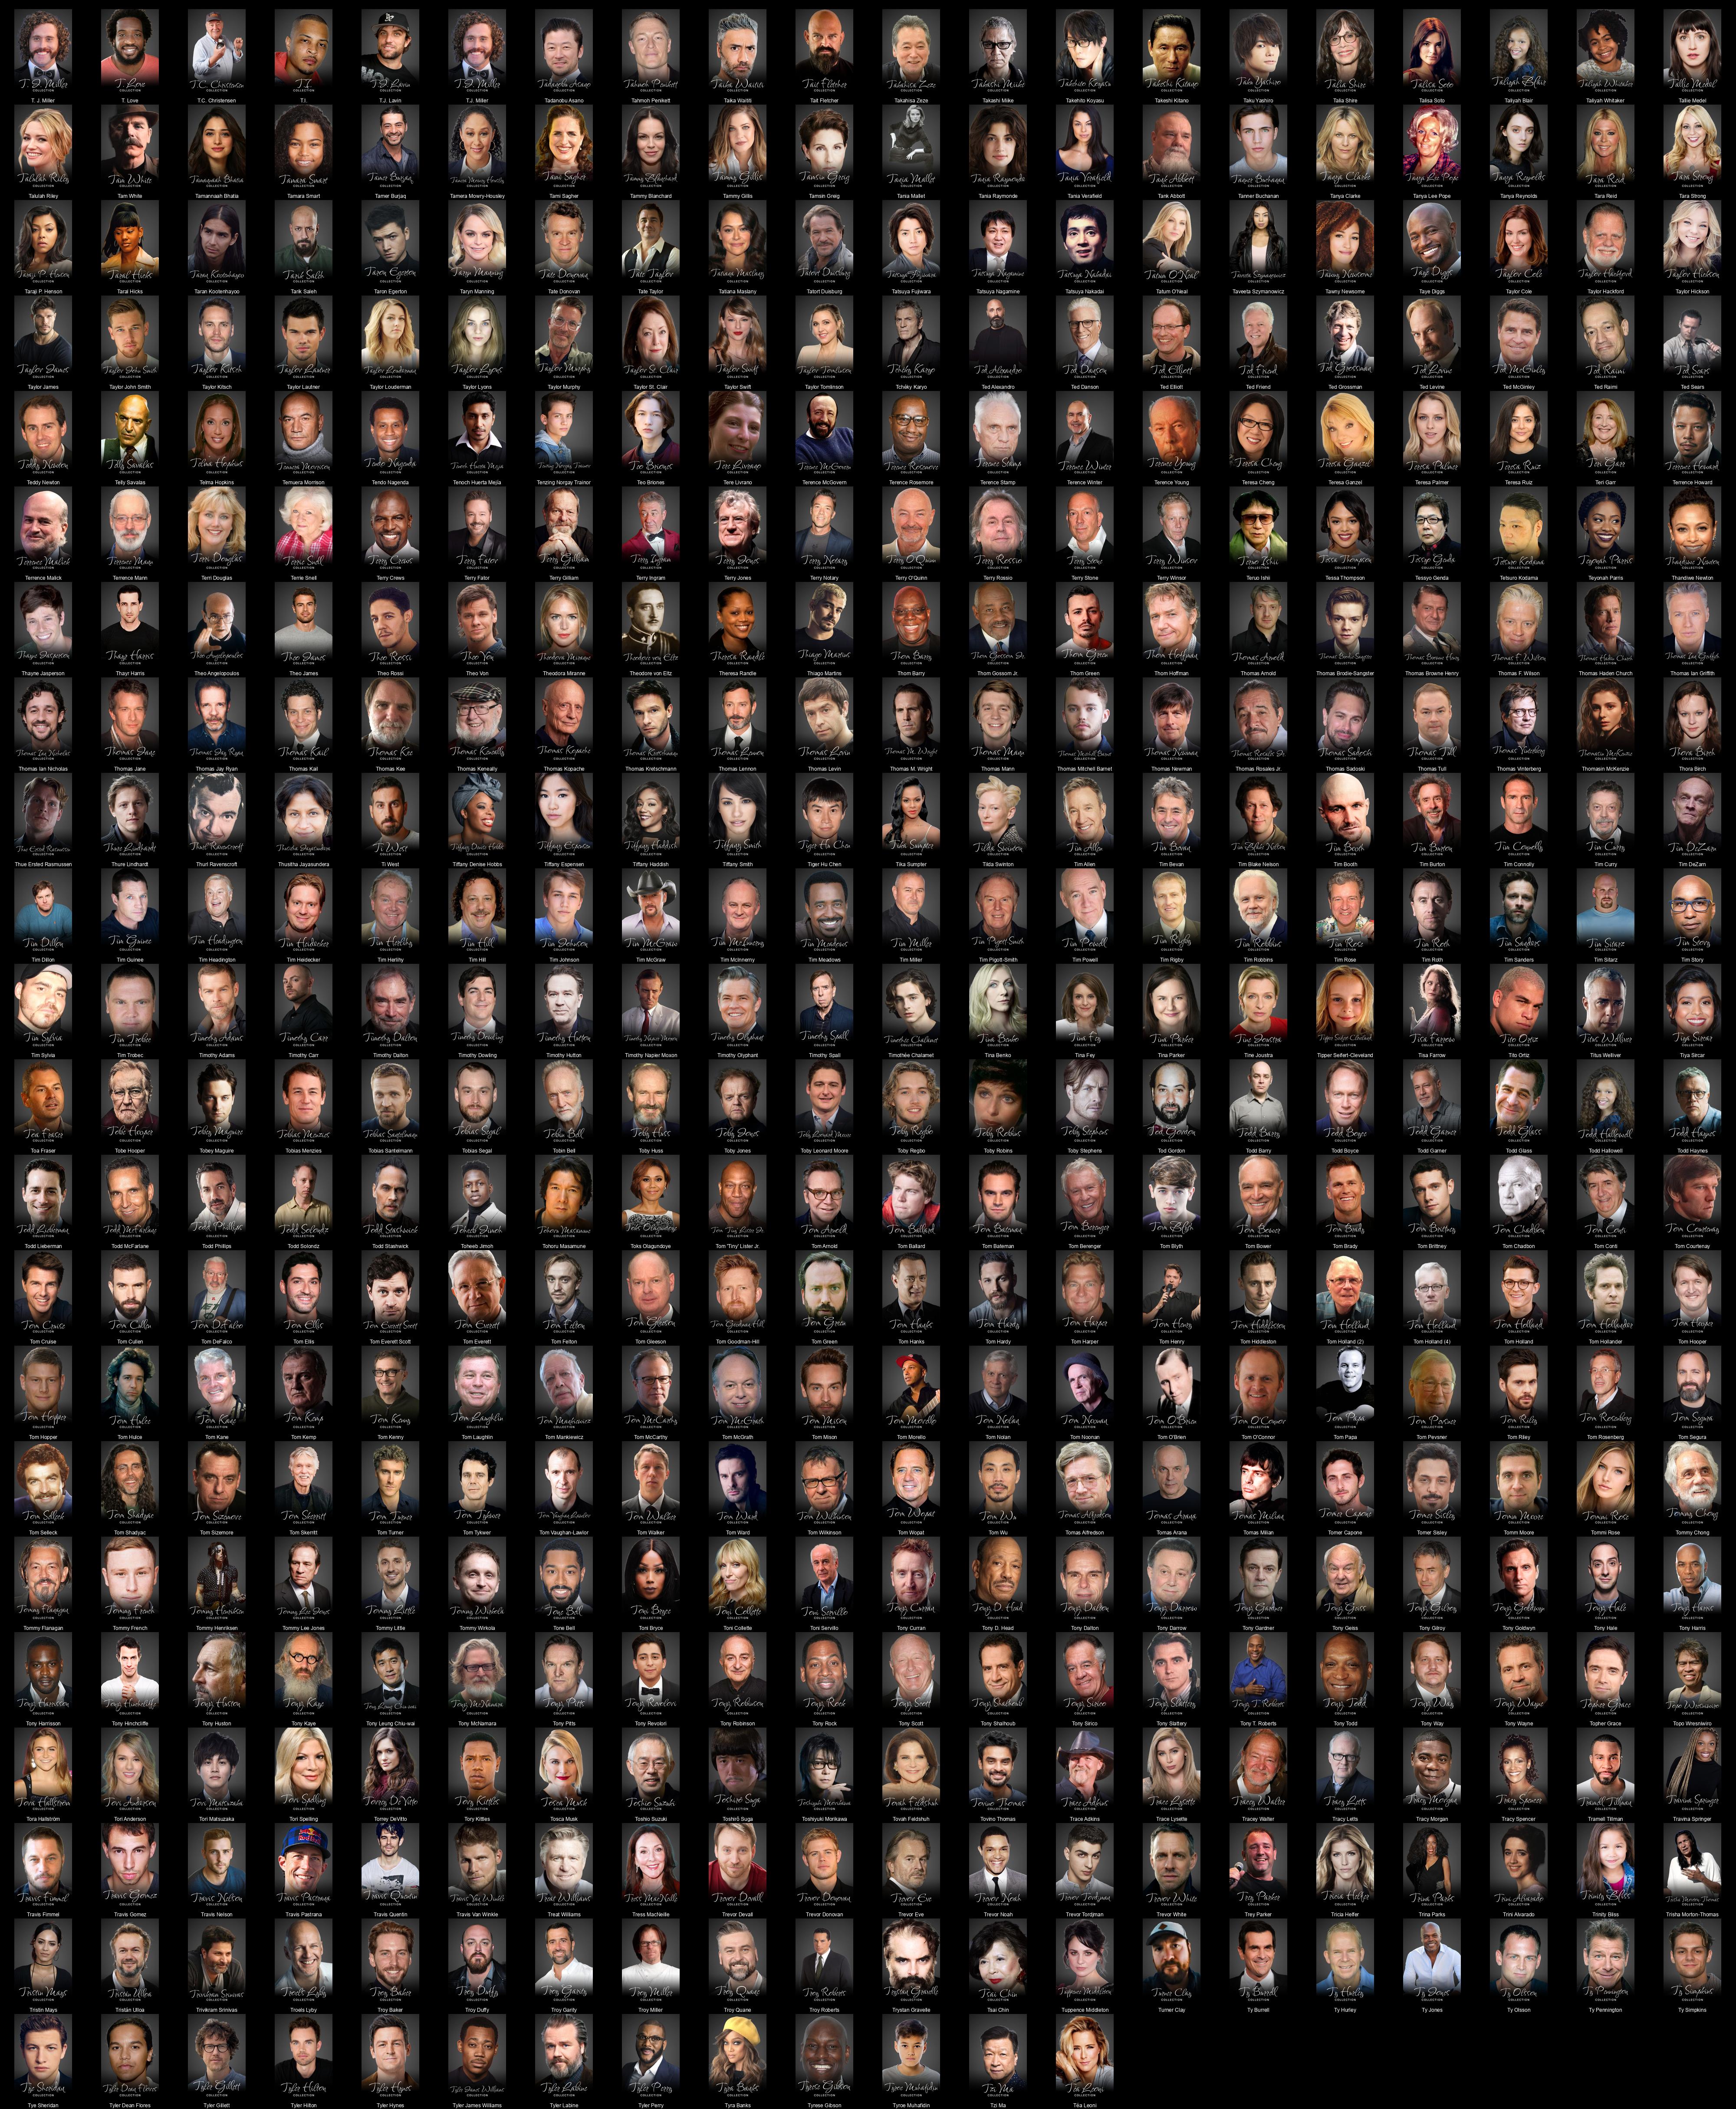 T. J. Miller T. Love T.C. Christensen T.I. T.J. Lavin T.J. Miller Tadanobu Asano Tahmoh Penikett Taika Waititi Tait Fletcher Takahisa Zeze Takashi Miike Takehito Koyasu Takeshi Kitano Taku Yashiro Talia Shire Talisa Soto Taliyah Blair Taliyah Whitaker Tallie Medel
Talulah Riley Tam White Tamannaah Bhatia Tamara Smart Tamer Burjaq Tamera Mowry-Housley Tami Sagher Tammy Blanchard Tammy Gillis Tamsin Greig Tania Mallet Tania Raymonde Tania Verafield Tank Abbott Tanner Buchanan Tanya Clarke Tanya Lee Pope Tanya Reynolds Tara Reid Tara Strong
Taraji P. Henson Taral Hicks Taran Kootenhayoo Tarik Saleh Taron Egerton Taryn Manning Tate Donovan Tate Taylor Tatiana Maslany Tatort Duisburg Tatsuya Fujiwara Tatsuya Nagamine Tatsuya Nakadai Tatum O'Neal Taveeta Szymanowicz Tawny Newsome Taye Diggs Taylor Cole Taylor Hackford Taylor Hickson
Taylor James Taylor John Smith Taylor Kitsch Taylor Lautner Taylor Louderman Taylor Lyons Taylor Murphy Taylor St. Clair Taylor Swift Taylor Tomlinson Tchéky Karyo Ted Alexandro Ted Danson Ted Elliott Ted Friend Ted Grossman Ted Levine Ted McGinley Ted Raimi Ted Sears
Teddy Newton Telly Savalas Telma Hopkins Temuera Morrison Tendo Nagenda Tenoch Huerta Mejía Tenzing Norgay Trainor Teo Briones Tere Livrano Terence McGovern Terence Rosemore Terence Stamp Terence Winter Terence Young Teresa Cheng Teresa Ganzel Teresa Palmer Teresa Ruiz Teri Garr Terrence Howard
Terrence Malick Terrence Mann Terri Douglas Terrie Snell Terry Crews Terry Fator Terry Gilliam Terry Ingram Terry Jones Terry Notary Terry O'Quinn Terry Rossio Terry Stone Terry Winsor Teruo Ishii Tessa Thompson Tessyo Genda Tetsuro Kodama Teyonah Parris Thandiwe Newton
Thayne Jasperson Thayr Harris Theo Angelopoulos Theo James Theo Rossi Theo Von Theodora Miranne Theodore von Eltz Theresa Randle Thiago Martins Thom Barry Thom Gossom Jr. Thom Green Thom Hoffman Thomas Arnold Thomas Brodie-Sangster Thomas Browne Henry Thomas F. Wilson Thomas Haden Church Thomas Ian Griffith
Thomas Ian Nicholas Thomas Jane Thomas Jay Ryan Thomas Kail Thomas Kee Thomas Keneally Thomas Kopache Thomas Kretschmann Thomas Lennon Thomas Levin Thomas M. Wright Thomas Mann Thomas Mitchell Barnet Thomas Newman Thomas Rosales Jr. Thomas Sadoski Thomas Tull Thomas Vinterberg Thomasin McKenzie Thora Birch
Thue Ersted Rasmussen Thure Lindhardt Thurl Ravenscroft Thusitha Jayasundera Ti West Tiffany Denise Hobbs Tiffany Espensen Tiffany Haddish Tiffany Smith Tiger Hu Chen Tika Sumpter Tilda Swinton Tim Allen Tim Bevan Tim Blake Nelson Tim Booth Tim Burton Tim Connolly Tim Curry Tim DeZarn
Tim Dillon Tim Guinee Tim Headington Tim Heidecker Tim Herlihy Tim Hill Tim Johnson Tim McGraw Tim McInnerny Tim Meadows Tim Miller Tim Pigott-Smith Tim Powell Tim Rigby Tim Robbins Tim Rose Tim Roth Tim Sanders Tim Sitarz Tim Story
Tim Sylvia Tim Trobec Timothy Adams Timothy Carr Timothy Dalton Timothy Dowling Timothy Hutton Timothy Napier Moxon Timothy Olyphant Timothy Spall Timothée Chalamet Tina Benko Tina Fey Tina Parker Tine Joustra Tipper Seifert-Cleveland Tisa Farrow Tito Ortiz Titus Welliver Tiya Sircar
Toa Fraser Tobe Hooper Tobey Maguire Tobias Menzies Tobias Santelmann Tobias Segal Tobin Bell Toby Huss Toby Jones Toby Leonard Moore Toby Regbo Toby Robins Toby Stephens Tod Gordon Todd Barry Todd Boyce Todd Garner Todd Glass Todd Hallowell Todd Haynes
Todd Lieberman Todd McFarlane Todd Phillips Todd Solondz Todd Stashwick Toheeb Jimoh Tohoru Masamune Toks Olagundoye Tom 'Tiny' Lister Jr. Tom Arnold Tom Ballard Tom Bateman Tom Berenger Tom Blyth Tom Bower Tom Brady Tom Brittney Tom Chadbon Tom Conti Tom Courtenay
Tom Cruise Tom Cullen Tom DeFalco Tom Ellis Tom Everett Scott Tom Everett Tom Felton Tom Gleeson Tom Goodman-Hill Tom Green Tom Hanks Tom Hardy Tom Harper Tom Henry Tom Hiddleston Tom Holland (2) Tom Holland (4) Tom Holland Tom Hollander Tom Hooper
Tom Hopper Tom Hulce Tom Kane Tom Kemp Tom Kenny Tom Laughlin Tom Mankiewicz Tom McCarthy Tom McGrath Tom Mison Tom Morello Tom Nolan Tom Noonan Tom O'Brien Tom O'Connor Tom Papa Tom Pevsner Tom Riley Tom Rosenberg Tom Segura
Tom Selleck Tom Shadyac Tom Sizemore Tom Skerritt Tom Turner Tom Tykwer Tom Vaughan-Lawlor Tom Walker Tom Ward Tom Wilkinson Tom Wopat Tom Wu Tomas Alfredson Tomas Arana Tomas Milian Tomer Capone Tomer Sisley Tomm Moore Tommi Rose Tommy Chong
Tommy Flanagan Tommy French Tommy Henriksen Tommy Lee Jones Tommy Little Tommy Wirkola Tone Bell Toni Bryce Toni Collette Toni Servillo Tony Curran Tony D. Head Tony Dalton Tony Darrow Tony Gardner Tony Geiss Tony Gilroy Tony Goldwyn Tony Hale Tony Harris
Tony Harrisson Tony Hinchcliffe Tony Huston Tony Kaye Tony Leung Chiu-wai Tony McNamara Tony Pitts Tony Revolori Tony Robinson Tony Rock Tony Scott Tony Shalhoub Tony Sirico Tony Slattery Tony T. Roberts Tony Todd Tony Way Tony Wayne Topher Grace Topo Wresniwiro
Tora Hallström Tori Anderson Tori Matsuzaka Tori Spelling Torrey DeVitto Tory Kittles Tosca Musk Toshio Suzuki Toshirô Suga Toshiyuki Morikawa Tovah Feldshuh Tovino Thomas Trace Adkins Trace Lysette Tracey Walter Tracy Letts Tracy Morgan Tracy Spencer Tramell Tillman Travina Springer
Travis Fimmel Travis Gomez Travis Nelson Travis Pastrana Travis Quentin Travis Van Winkle Treat Williams Tress MacNeille Trevor Devall Trevor Donovan Trevor Eve Trevor Noah Trevor Tordjman Trevor White Trey Parker Tricia Helfer Trina Parks Trini Alvarado Trinity Bliss Trisha Morton-Thomas
Tristin Mays Tristán Ulloa Trivikram Srinivas Troels Lyby Troy Baker Troy Duffy Troy Garity Troy Miller Troy Quane Troy Roberts Trystan Gravelle Tsai Chin Tuppence Middleton Turner Clay Ty Burrell Ty Hurley Ty Jones Ty Olsson Ty Pennington Ty Simpkins
Tye Sheridan Tyler Dean Flores Tyler Gillett Tyler Hilton Tyler Hynes Tyler James Williams Tyler Labine Tyler Perry Tyra Banks Tyrese Gibson Tyroe Muhafidin Tzi Ma Téa Leoni